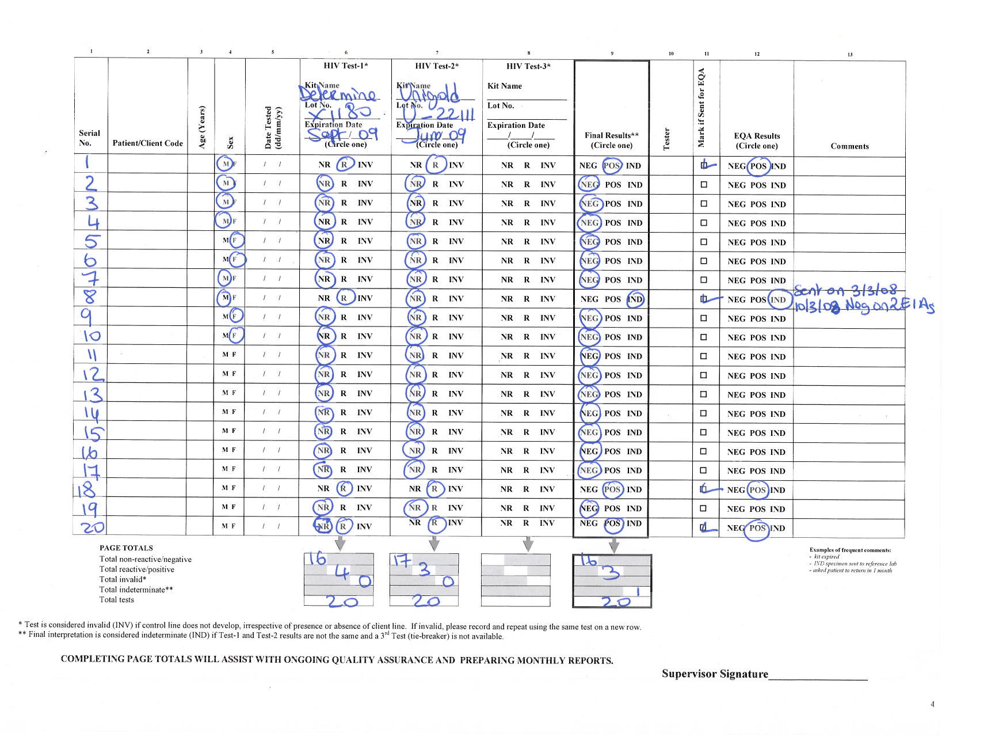 1 2 3 4 5 6 7 8 9 10 11 12 13
HIV Test-1* HIV Test-2* HIV Test-3*
Kit Name Kit Name Kit Name
Determine Unigold
Lot No. Lot No. Lot No.
X1180 U-22111
Expiration Date Expiration Date Expiration Date
Sept / 09 June 09 / /
(Circle one) (Circle one) (Circle one)
Serial No. Patient/Client Code Age (Years) Sex Date Tested (dd/mm/yy) Final Results** (Circle one) Tester Mark if Sent for EQA EQA Results (Circle one) Comments
1 M F / / NR R INV NR R INV NR R INV NEG POS IND NEG POS IND
2 M / / NR R INV NR R INV NR R INV NEG POS IND NEG POS IND
3 M F / / NR R INV NR R INV NR R INV NEG POS IND NEG POS IND
4 M F / / NR R INV NR R INV NR R INV NEG POS IND NEG POS IND
5 M F / / NR R INV NR R INV NR R INV NEG POS IND NEG POS IND
6 M F / / NR R INV NR R INV NR R INV NEG POS IND NEG POS IND
7 M F / / NR R INV NR R INV NR R INV NEG POS IND NEG POS IND
8 M F / / NR R INV NR R INV NR R INV NEG POS IND NEG POS IND Sent on 3/3/08
10/3/08 Neg on 2 EIAs
9 M F / / NR R INV NR R INV NR R INV NEG POS IND NEG POS IND
10 M F / / NR R INV NR R INV NR R INV NEG POS IND NEG POS IND
11 M F / / NR R INV NR R INV NR R INV NEG POS IND NEG POS IND
12 M F / / NR R INV NR R INV NR R INV NEG POS IND NEG POS IND
13 M F / / NR R INV NR R INV NR R INV NEG POS IND NEG POS IND
14 M F / / NR R INV NR R INV NR R INV NEG POS IND NEG POS IND
15 M F / / NR R INV NR R INV NR R INV NEG POS IND NEG POS IND
16 M F / / NR R INV NR R INV NR R INV NEG POS IND NEG POS IND
17 M F / / NR R INV NR R INV NR R INV NEG POS IND NEG POS IND
18 M F / / NR R INV NR R INV NR R INV NEG POS IND NEG POS IND
19 M F / / NR R INV NR R INV NR R INV NEG POS IND NEG POS IND
20 M F / / NR R INV NR R INV NR R INV NEG POS IND NEG POS IND
PAGE TOTALS
Total non-reactive/negative 16 17 16
Total reactive/positive 4 3 3
Total invalid* 0 0
Total indeterminate** 1
Total tests 20 20 20
Examples of frequent comments:
- kit expired
- IND specimen sent to reference lab
- asked patient to return in 1 month
* Test is considered invalid (INV) if control line does not develop, irrespective of presence or absence of client line. If invalid, please record and repeat using the same test on a new row.
** Final interpretation is considered indeterminate (IND) if Test-1 and Test-2 results are not the same and a 3rd Test (tie-breaker) is not available.
COMPLETING PAGE TOTALS WILL ASSIST WITH ONGOING QUALITY ASSURANCE AND PREPARING MONTHLY REPORTS.
Supervisor Signature
4